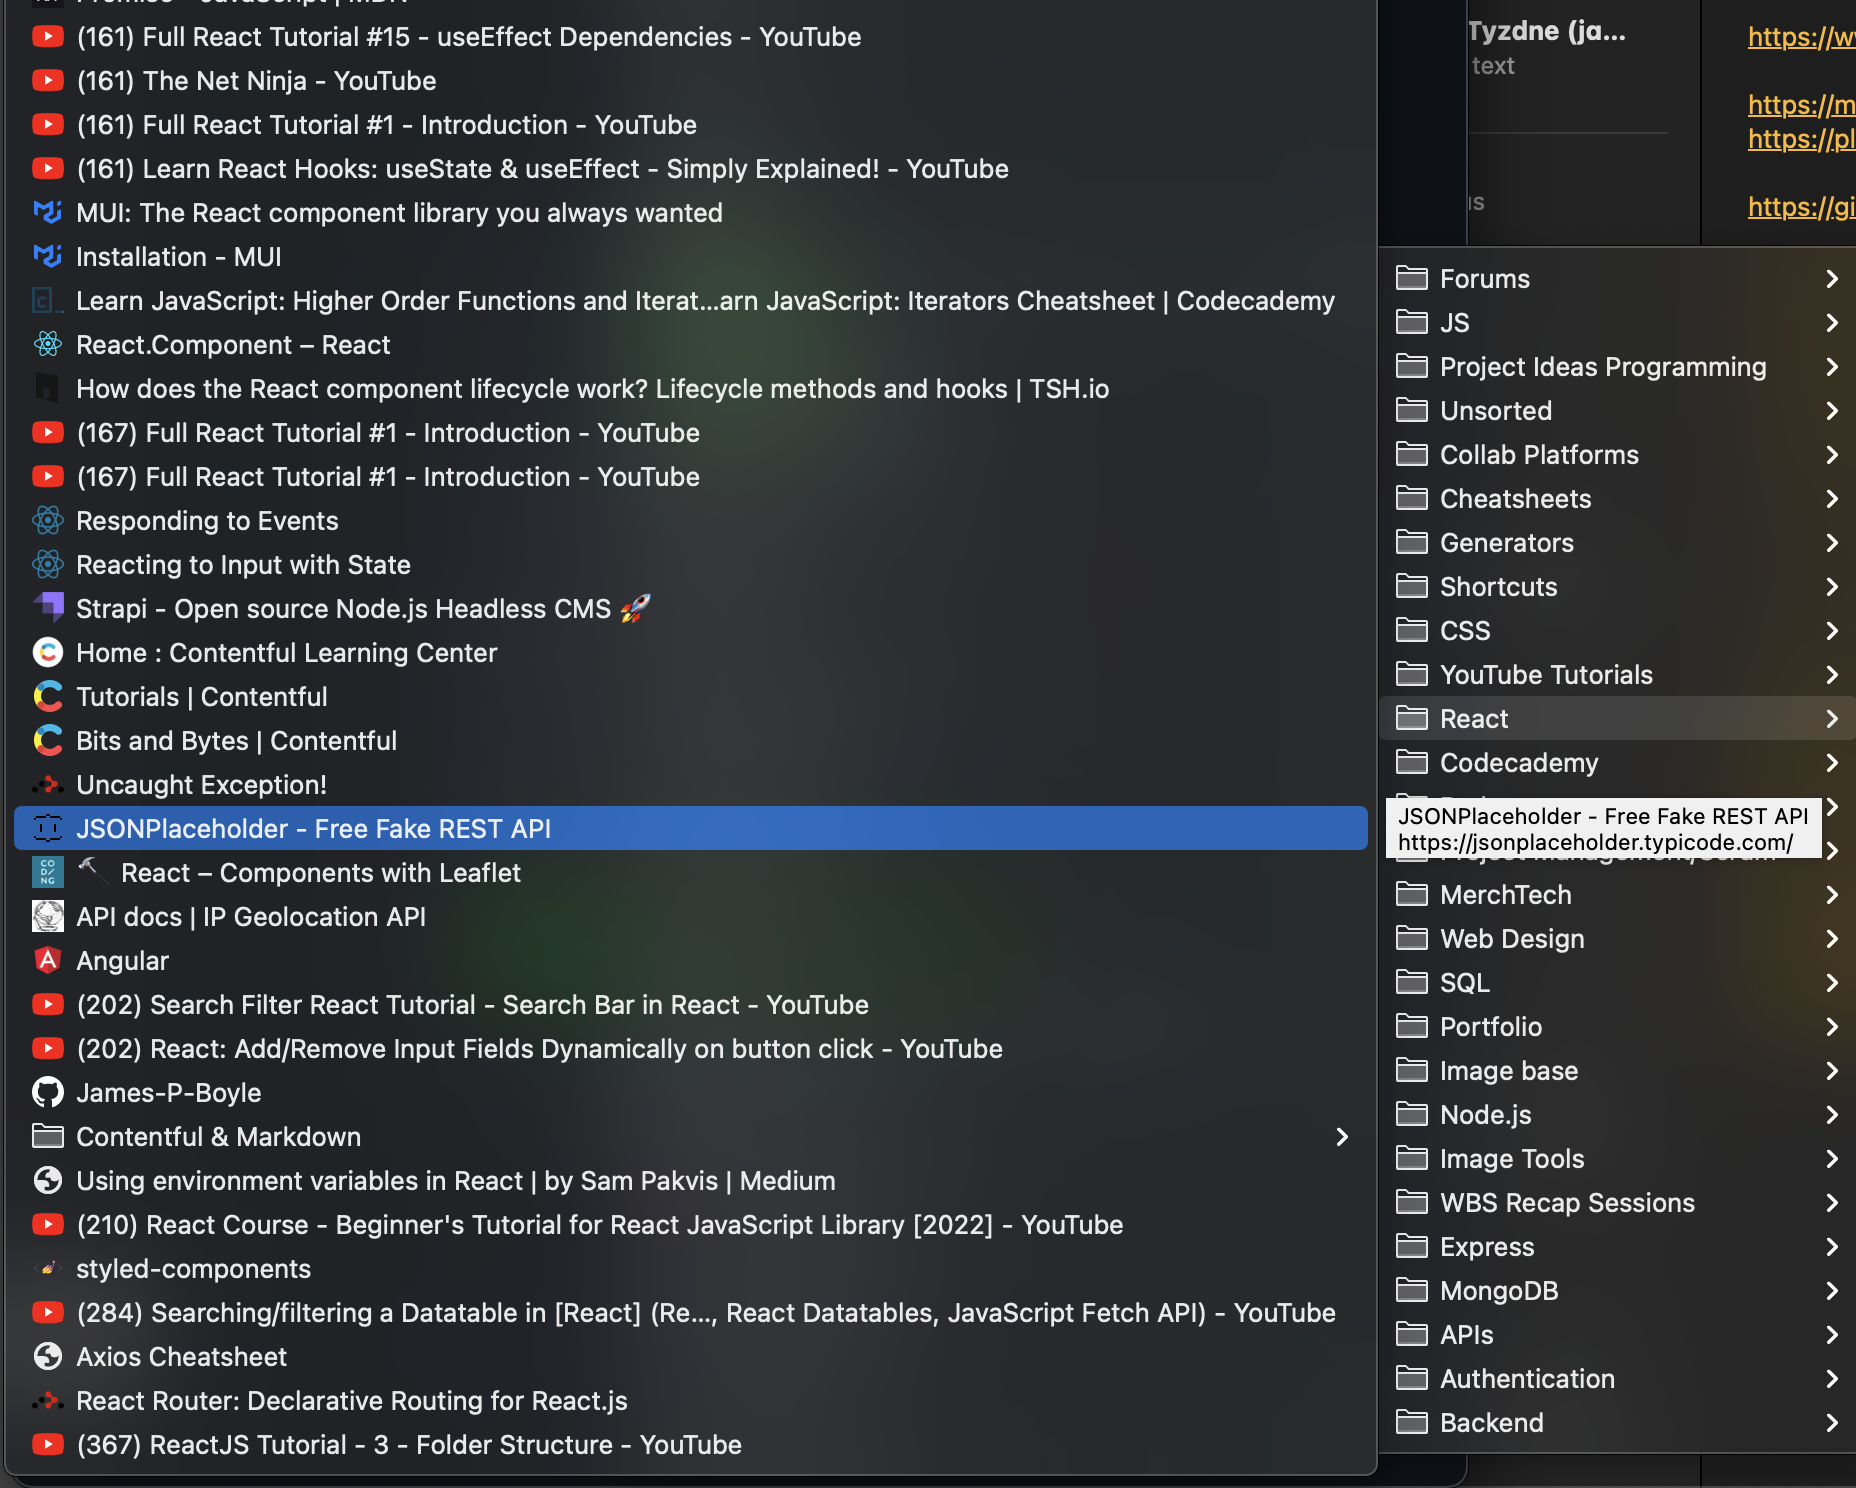 Promises - JavaScript | MDN
(161) Full React Tutorial #15 - useEffect Dependencies - YouTube
(161) The Net Ninja - YouTube
(161) Full React Tutorial #1 - Introduction - YouTube
(161) Learn React Hooks: useState & useEffect - Simply Explained! - YouTube
MUI: The React component library you always wanted
Installation - MUI
Learn JavaScript: Higher Order Functions and Iterat...arn JavaScript: Iterators Cheatsheet | Codecademy
React.Component – React
How does the React component lifecycle work? Lifecycle methods and hooks | TSH.io
(167) Full React Tutorial #1 - Introduction - YouTube
(167) Full React Tutorial #1 - Introduction - YouTube
Responding to Events
Reacting to Input with State
Strapi - Open source Node.js Headless CMS 🚀
Home : Contentful Learning Center
Tutorials | Contentful
Bits and Bytes | Contentful
Uncaught Exception!
JSONPlaceholder - Free Fake REST API
CO
D/
NG
🔨 React – Components with Leaflet
API docs | IP Geolocation API
Angular
(202) Search Filter React Tutorial - Search Bar in React - YouTube
(202) React: Add/Remove Input Fields Dynamically on button click - YouTube
James-P-Boyle
Contentful & Markdown
Using environment variables in React | by Sam Pakvis | Medium
(210) React Course - Beginner's Tutorial for React JavaScript Library [2022] - YouTube
styled-components
(284) Searching/filtering a Datatable in [React] (Re..., React Datatables, JavaScript Fetch API) - YouTube
Axios Cheatsheet
React Router: Declarative Routing for React.js
(367) ReactJS Tutorial - 3 - Folder Structure - YouTube
Tyzdne (ja...
text
https://w
https://m
https://pl
https://gi
Forums
JS
Project Ideas Programming
Unsorted
Collab Platforms
Cheatsheets
Generators
Shortcuts
CSS
YouTube Tutorials
React
Codecademy
JSONPlaceholder - Free Fake REST API
https://jsonplaceholder.typicode.com/
Project Management/Scrum
MerchTech
Web Design
SQL
Portfolio
Image base
Node.js
Image Tools
WBS Recap Sessions
Express
MongoDB
APIs
Authentication
Backend